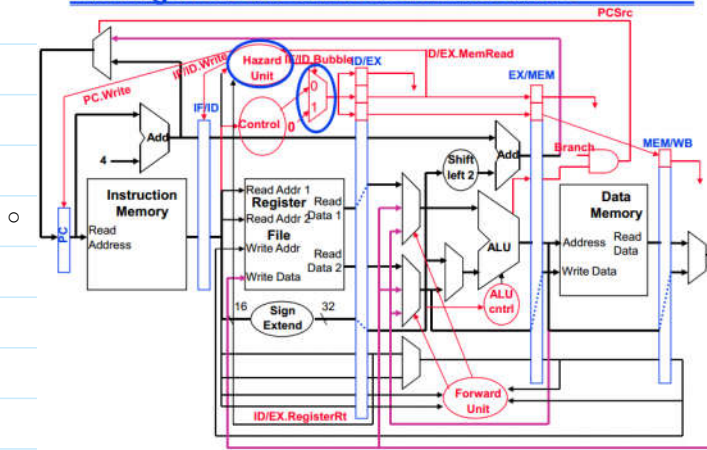 PCSrc
Hazard
Unit
IF/ID.Write
IF/ID.Bubble
ID/EX
ID/EX.MemRead
EX/MEM
PC.Write
IF/ID
0
1
Control
0
MEM/WB
Branch
Add
4
Shift
left 2
Add
Instruction
Memory
Read
Address
PC
Read Addr 1
Register
Read Addr 2
File
Write Addr
Write Data
Read
Data 1
Read
Data 2
ALU
Data
Memory
Address
Read
Data
Write Data
16
Sign
Extend
32
ALU
cntrl
Forward
Unit
ID/EX.RegisterRt